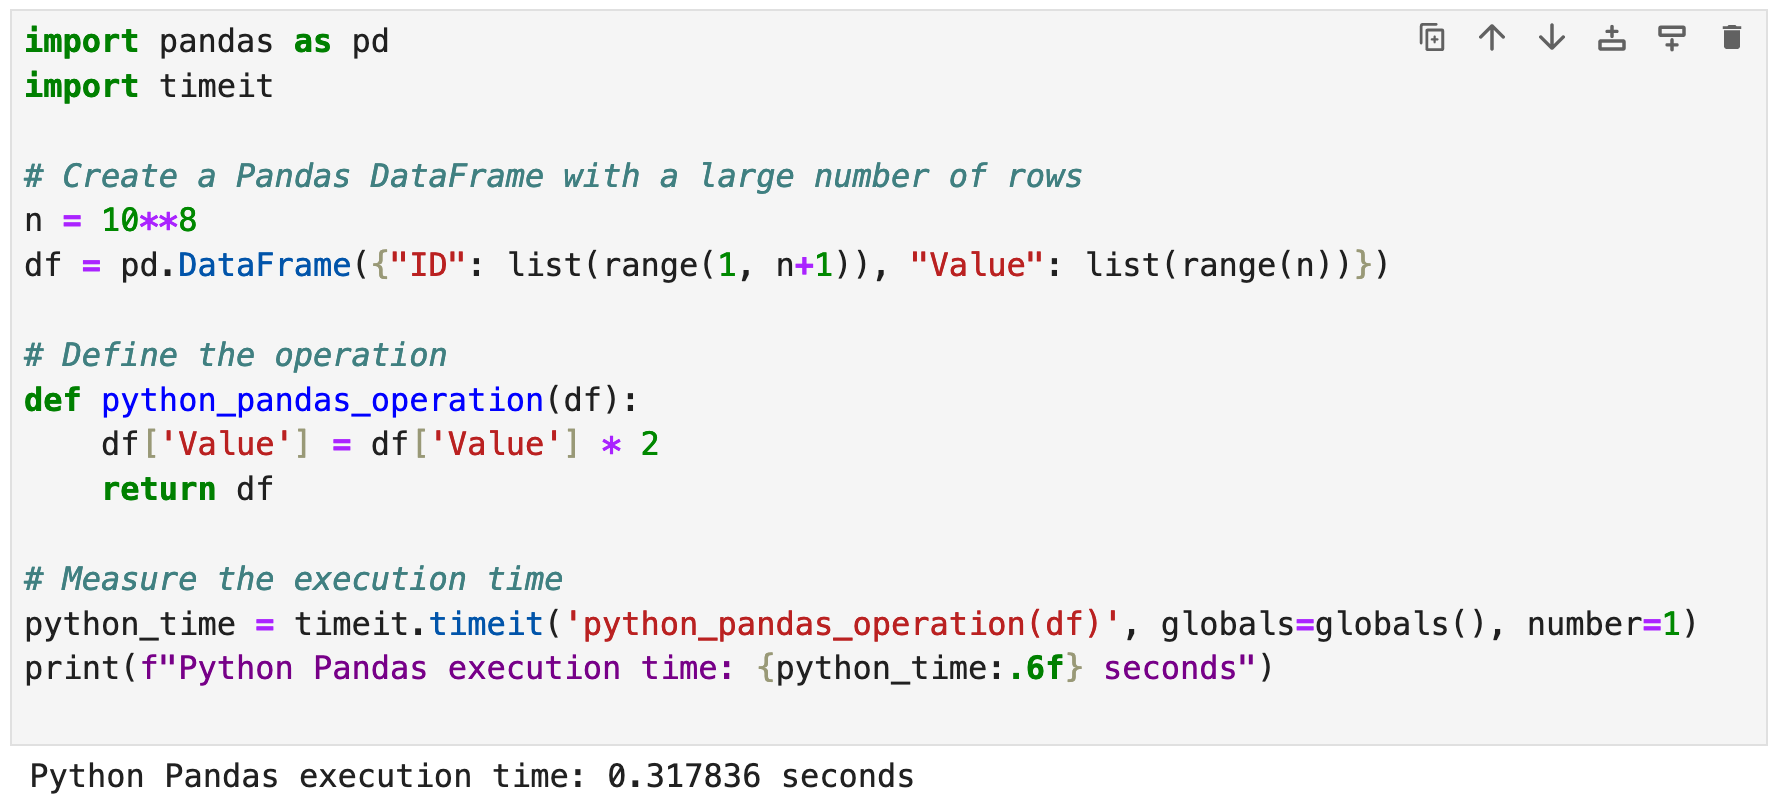 import pandas as pd
import timeit
# Create a Pandas DataFrame with a large number of rows
n = 10**8
df = pd.DataFrame({"ID": list(range(1, n+1)), "Value": list(range(n))})
# Define the operation
def python_pandas_operation(df):
    df['Value'] = df['Value'] * 2
    return df
# Measure the execution time
python_time = timeit.timeit('python_pandas_operation(df)', globals=globals(), number=1)
print(f"Python Pandas execution time: {python_time:.6f} seconds")
Python Pandas execution time: 0.317836 seconds